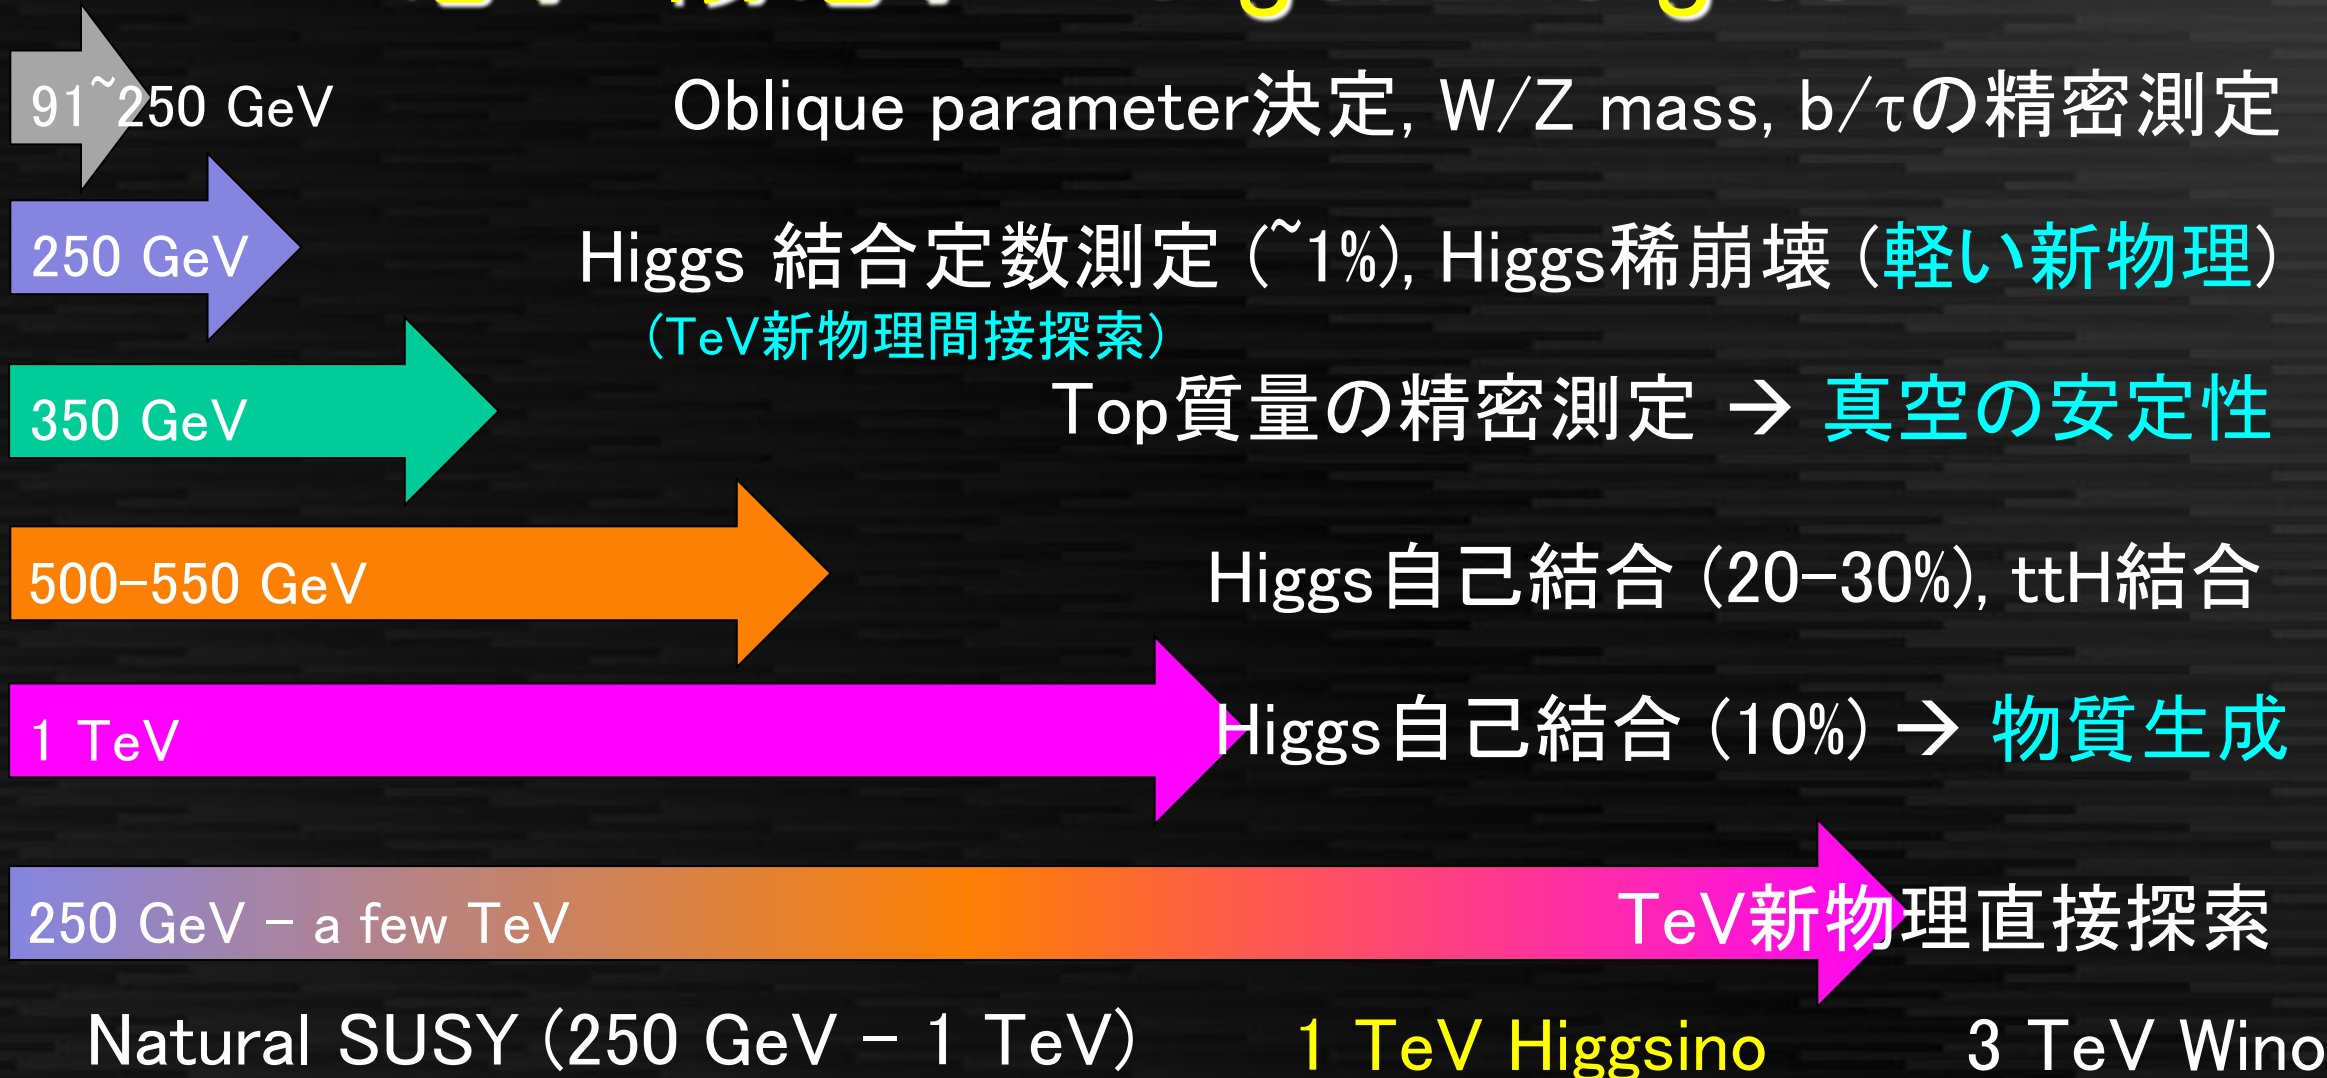 91~250 GeV Oblique parameter決定, W/Z mass, b/τの精密測定
250 GeV Higgs 結合定数測定 (~1%), Higgs稀崩壊 (軽い新物理)
(TeV新物理間接探索)
350 GeV Top質量の精密測定 → 真空の安定性
500-550 GeV Higgs自己結合 (20-30%), ttH結合
1 TeV Higgs自己結合 (10%) → 物質生成
250 GeV - a few TeV TeV新物理直接探索
Natural SUSY (250 GeV - 1 TeV) 1 TeV Higgsino 3 TeV Wino